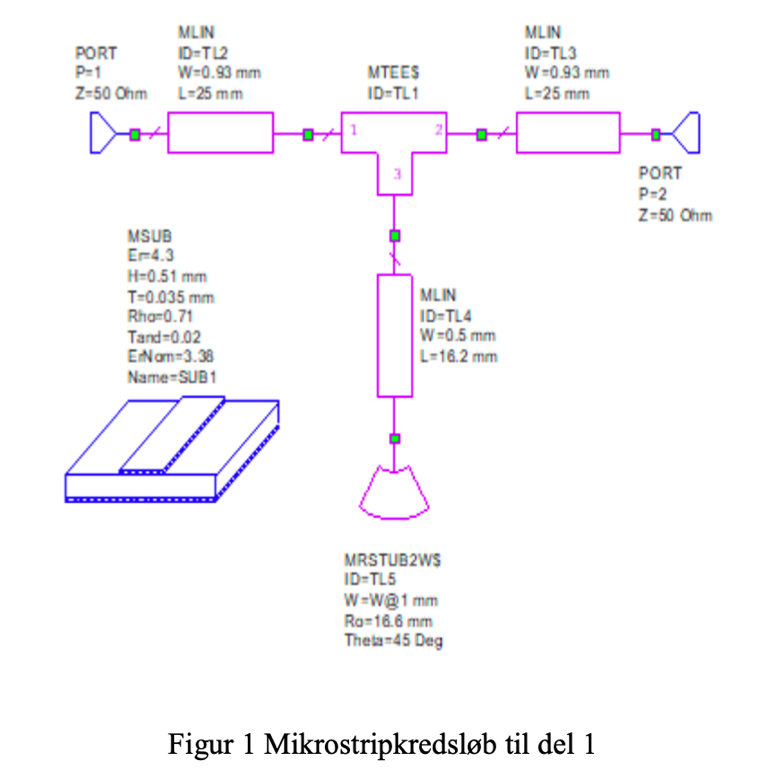 MLIN
ID=TL2
W=0.93 mm
L=25 mm
MLIN
ID=TL3
W=0.93 mm
L=25 mm
PORT
P=1
Z=50 Ohm
MTEE$
ID=TL1
1
2
3
PORT
P=2
Z=50 Ohm
MSUB
Er=4.3
H=0.51 mm
T=0.035 mm
Rho=0.71
Tand=0.02
ErNom=3.38
Name=SUB1
MLIN
ID=TL4
W=0.5 mm
L=16.2 mm
MRSTUB2W$
ID=TL5
W=W@1 mm
Ro=16.6 mm
Theta=45 Deg
Figur 1 Mikrostripkredsløb til del 1